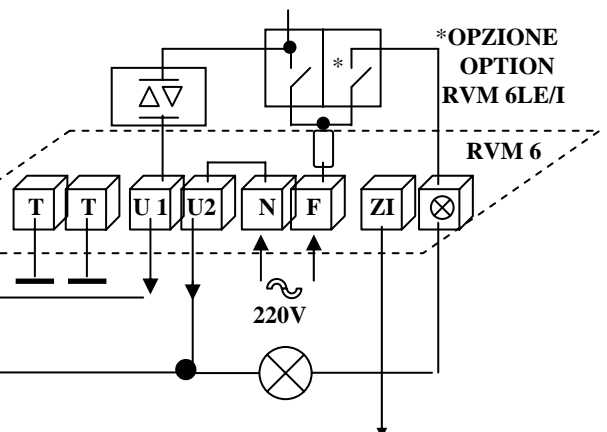 *OPZIONE
OPTION
RVM 6LE/I
*
RVM 6
T T U 1 U2 N F ZI
220V